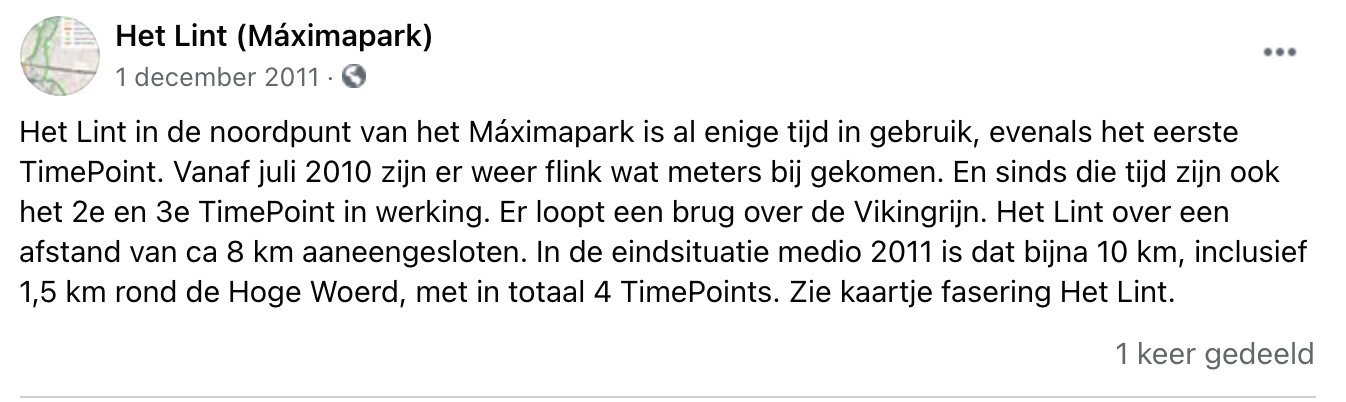 Het Lint (Máximapark)
1 december 2011 ·
Het Lint in de noordpunt van het Máximapark is al enige tijd in gebruik, evenals het eerste
TimePoint. Vanaf juli 2010 zijn er weer flink wat meters bij gekomen. En sinds die tijd zijn ook
het 2e en 3e TimePoint in werking. Er loopt een brug over de Vikingrijn. Het Lint over een
afstand van ca 8 km aaneengesloten. In de eindsituatie medio 2011 is dat bijna 10 km, inclusief
1,5 km rond de Hoge Woerd, met in totaal 4 TimePoints. Zie kaartje fasering Het Lint.
1 keer gedeeld